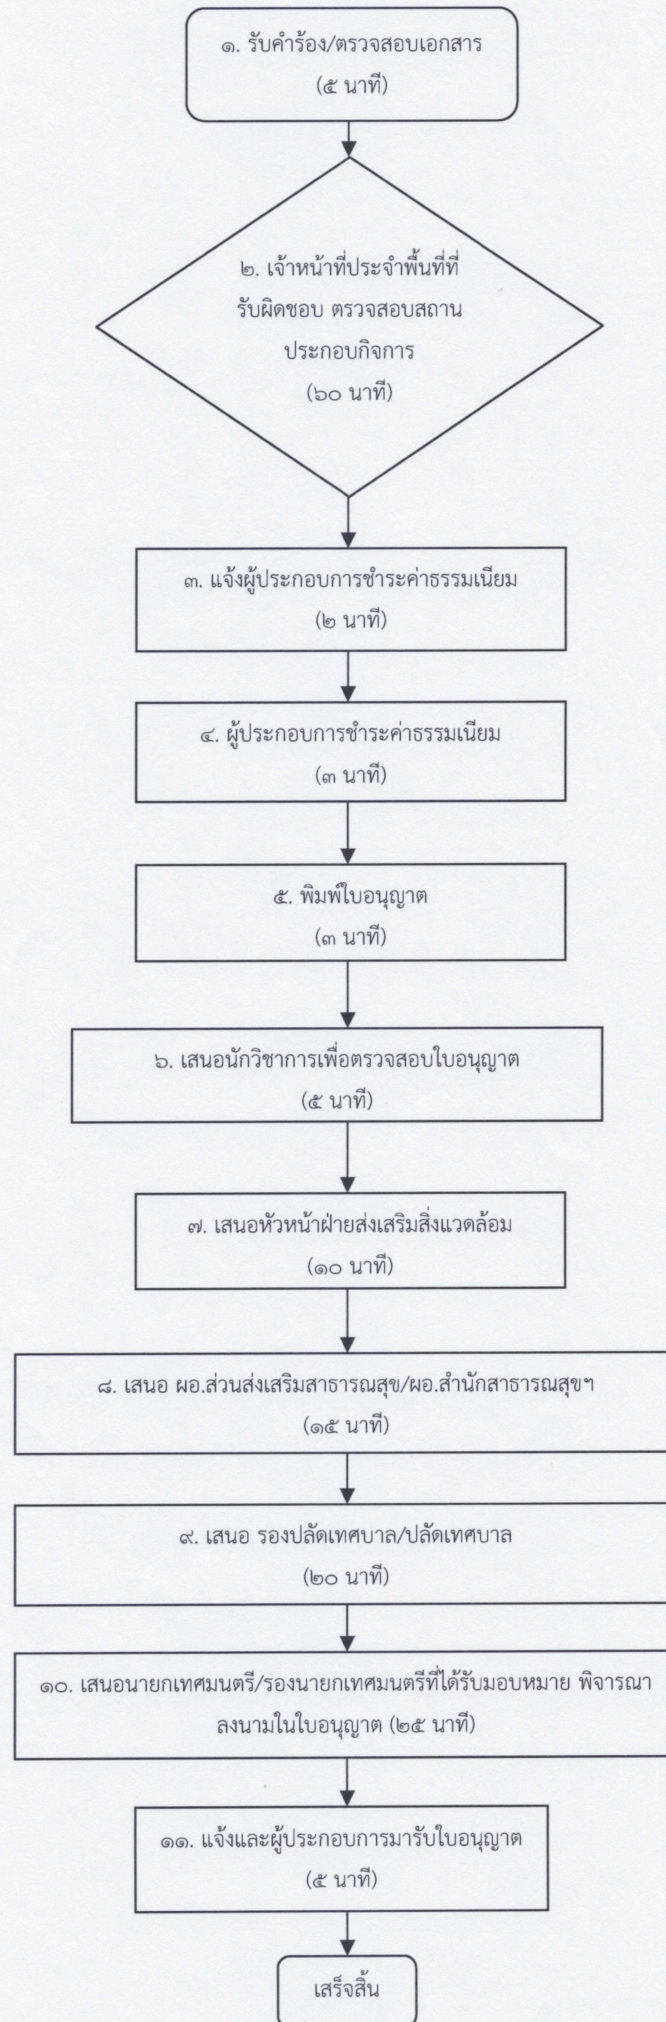 ๑. รับคำร้อง/ตรวจสอบเอกสาร
(๕ นาที)
๒. เจ้าหน้าที่ประจำพื้นที่ที่
รับผิดชอบ ตรวจสอบสถาน
ประกอบกิจการ
(๖๐ นาที)
๓. แจ้งผู้ประกอบการชำระค่าธรรมเนียม
(๒ นาที)
๔. ผู้ประกอบการชำระค่าธรรมเนียม
(๓ นาที)
๕. พิมพ์ใบอนุญาต
(๓ นาที)
๖. เสนอนักวิชาการเพื่อตรวจสอบใบอนุญาต
(๕ นาที)
๗. เสนอหัวหน้าฝ่ายส่งเสริมสิ่งแวดล้อม
(๑๐ นาที)
๘. เสนอ ผอ.ส่วนส่งเสริมสาธารณสุข/ผอ.สำนักสาธารณสุขฯ
(๑๕ นาที)
๙. เสนอ รองปลัดเทศบาล/ปลัดเทศบาล
(๒๐ นาที)
๑๐. เสนอนายกเทศมนตรี/รองนายกเทศมนตรีที่ได้รับมอบหมาย พิจารณา
ลงนามในใบอนุญาต (๒๕ นาที)
๑๑. แจ้งและผู้ประกอบการมารับใบอนุญาต
(๕ นาที)
เสร็จสิ้น